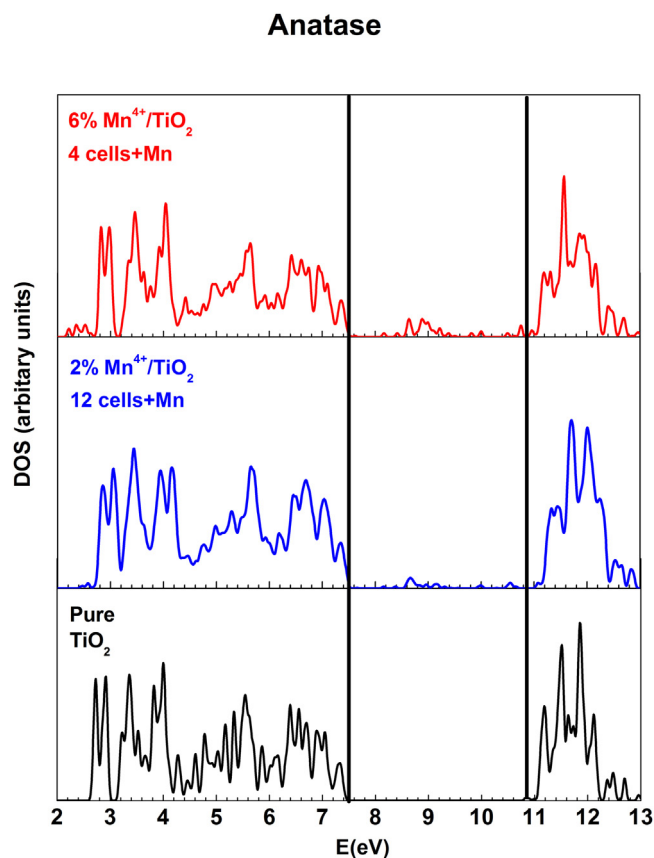 Anatase
6% Mn⁴⁺/TiO₂
4 cells+Mn
2% Mn⁴⁺/TiO₂
12 cells+Mn
Pure
TiO₂
DOS (arbitary units)
2 3 4 5 6 7 8 9 10 11 12 13
E(eV)